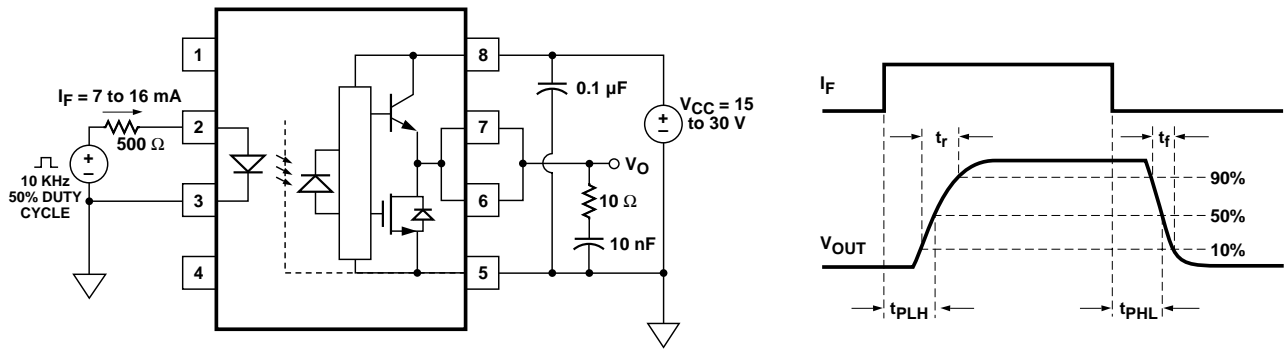 1
8
I_F = 7 to 16 mA
0.1 µF
V_CC = 15
to 30 V
2
7
500 Ω
+
–
V_O
10 KHz
50% DUTY
CYCLE
3
6
10 Ω
10 nF
4
5
I_F
t_r
t_f
90%
50%
10%
V_OUT
t_PLH
t_PHL